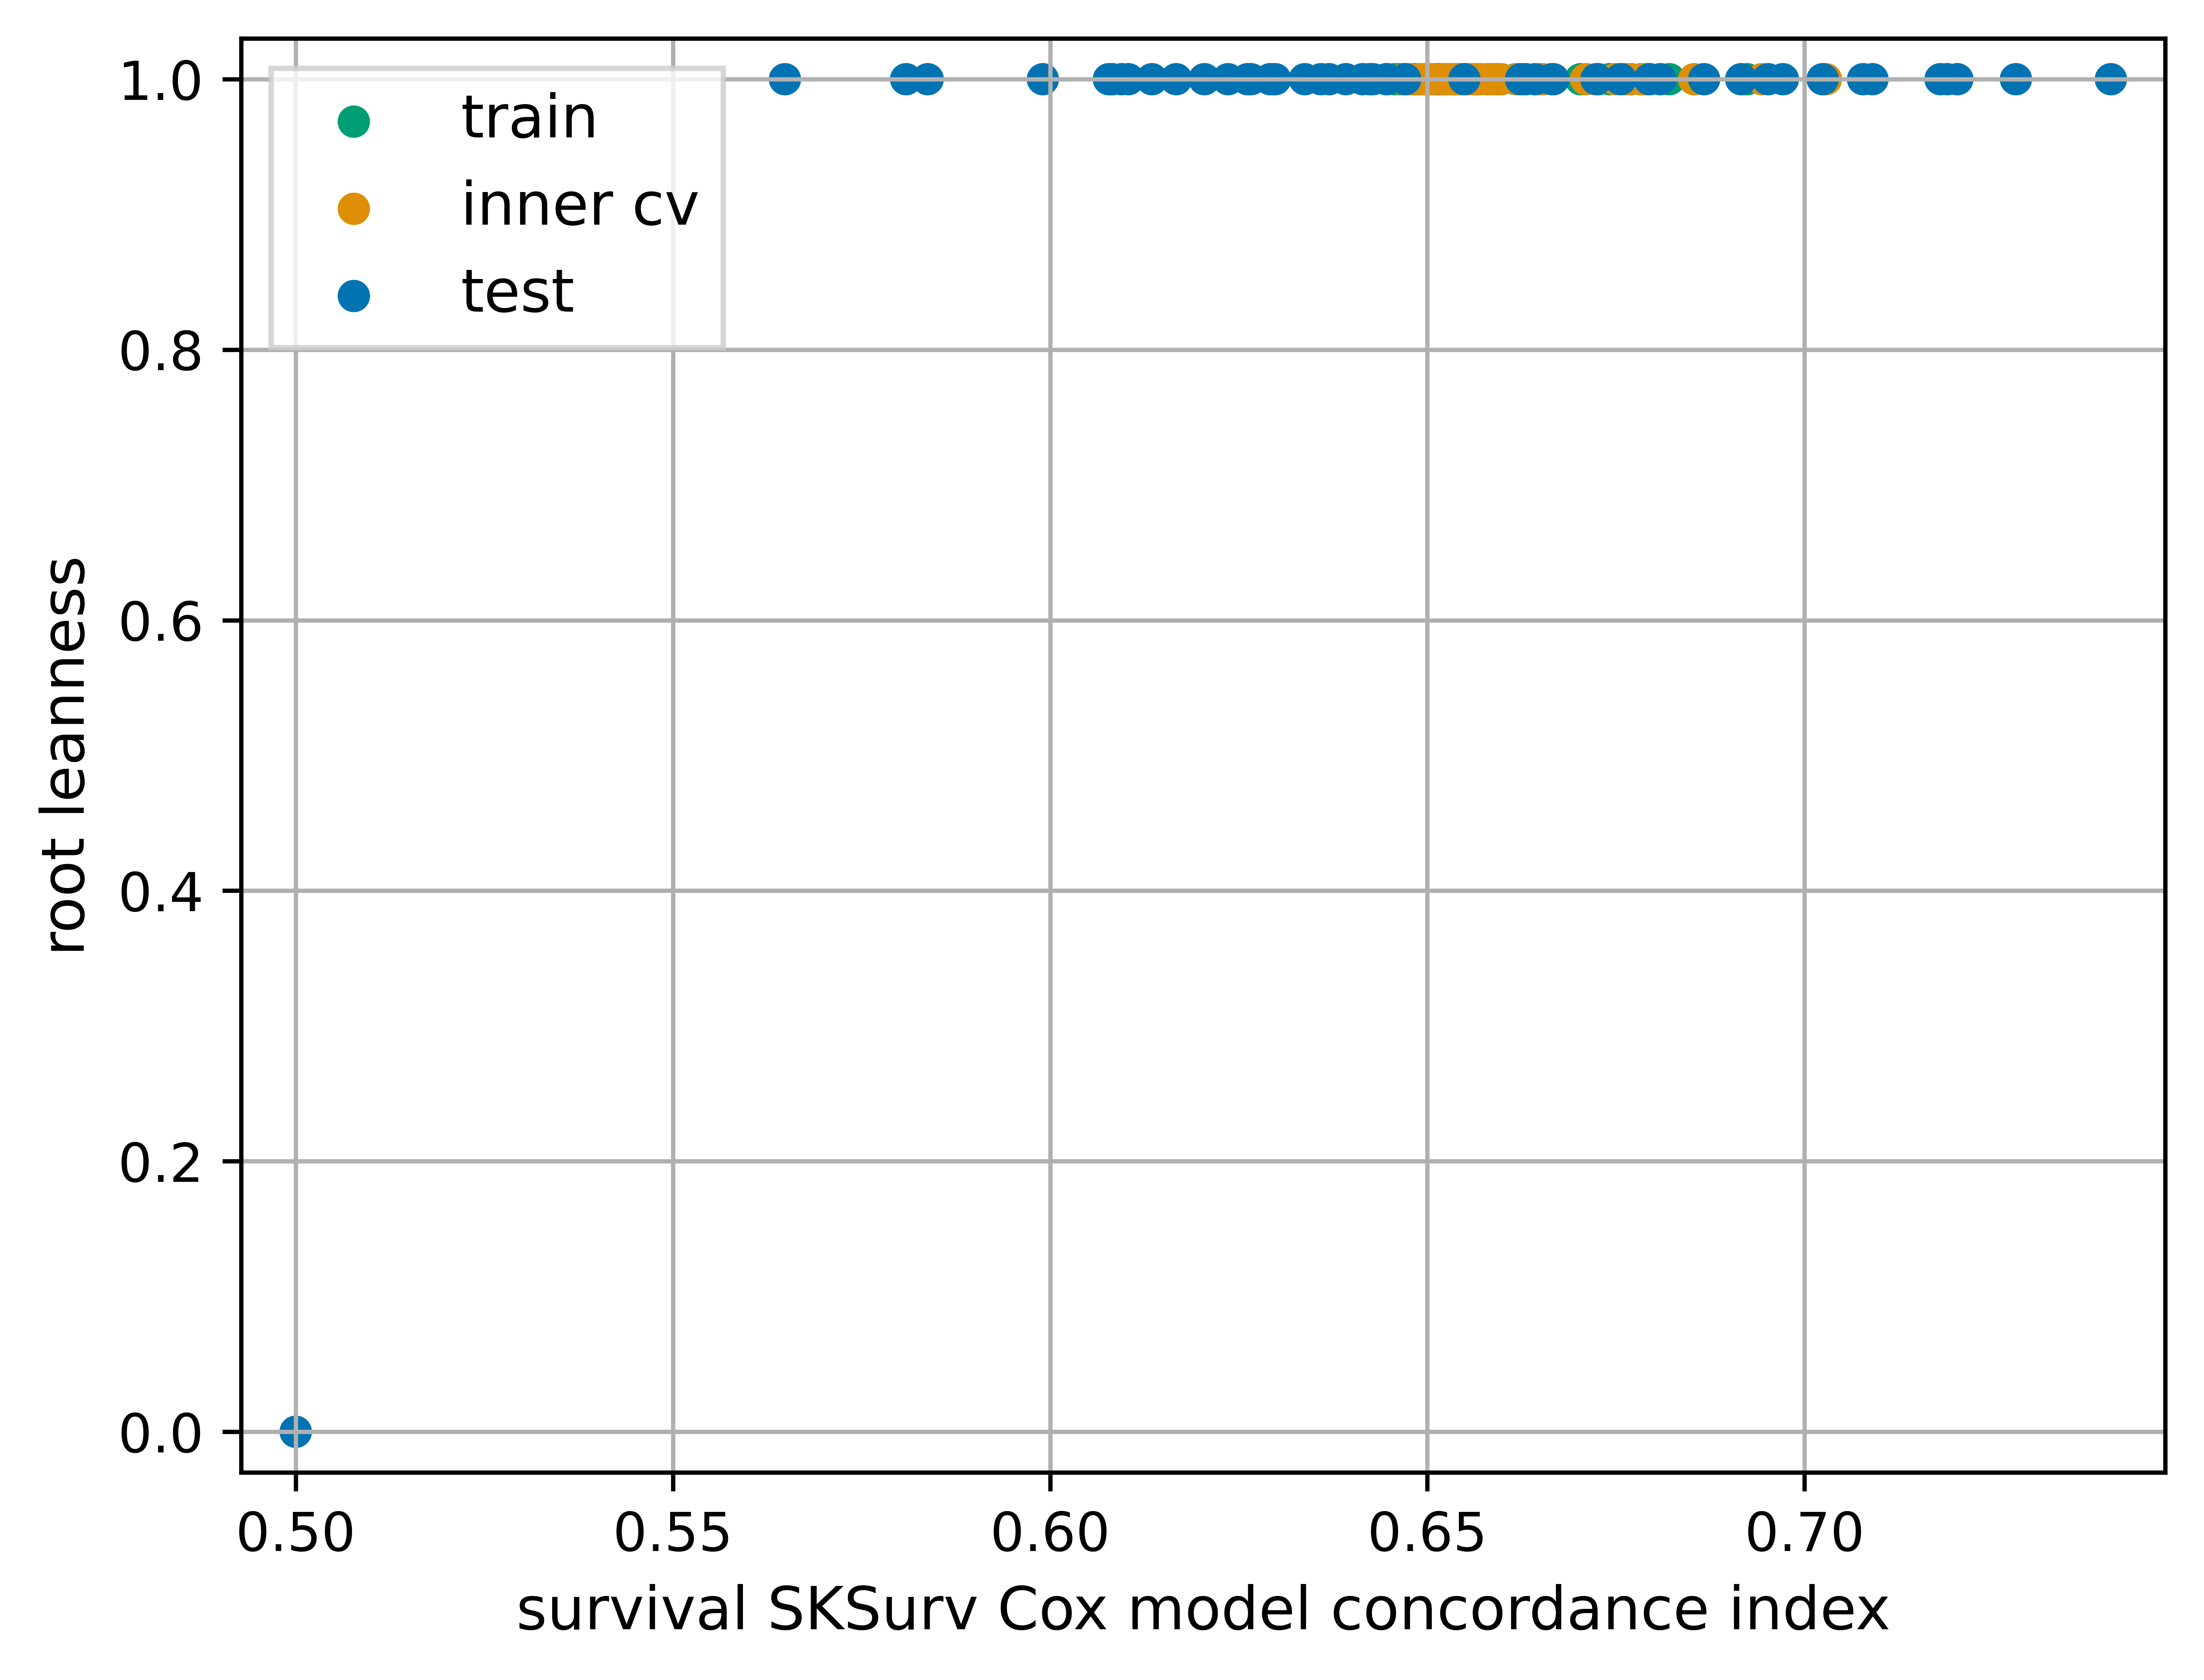 train
inner cv
test
1.0
0.8
0.6
0.4
0.2
0.0
root leanness
0.50 0.55 0.60 0.65 0.70
survival SKSurv Cox model concordance index